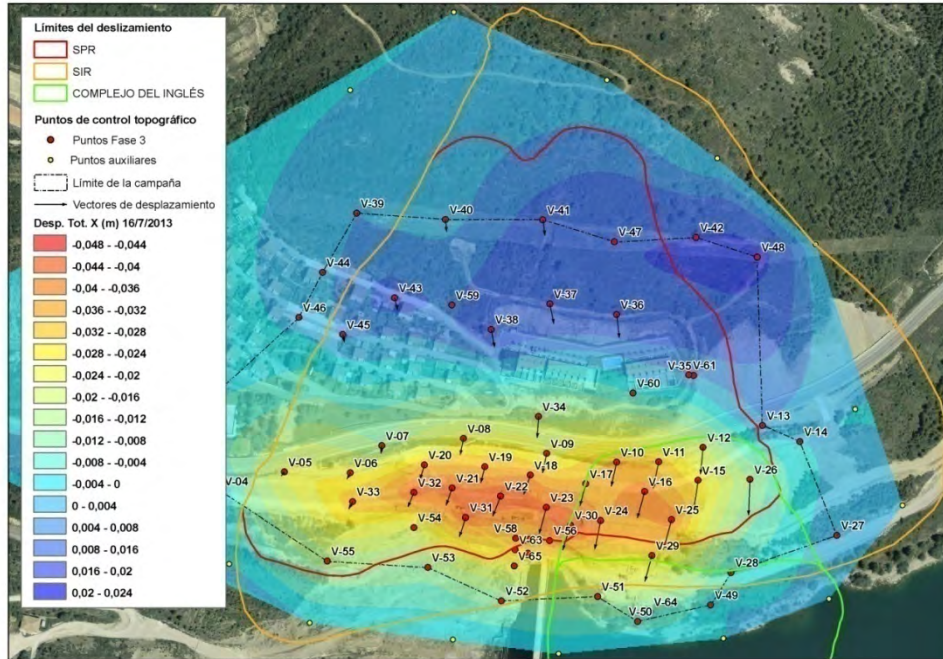 Límites del deslizamiento
SPR
SIR
COMPLEJO DEL INGLÉS
Puntos de control topográfico
Puntos Fase 3
Puntos auxiliares
Límite de la campaña
Vectores de desplazamiento
Desp. Tot. X (m) 16/7/2013
-0,048 - -0,044
-0,044 - -0,04
-0,04 - -0,036
-0,036 - -0,032
-0,032 - -0,028
-0,028 - -0,024
-0,024 - -0,02
-0,02 - -0,016
-0,016 - -0,012
-0,012 - -0,008
-0,008 - -0,004
-0,004 - 0
0 - 0,004
0,004 - 0,008
0,008 - 0,016
0,016 - 0,02
0,02 - 0,024
V-39
V-40
V-41
V-47
V-42
V-48
V-44
V-43
V-59
V-37
V-36
V-46
V-45
V-38
V-35
V-61
V-60
V-34
V-13
V-14
V-07
V-08
V-09
V-12
V-04
V-05
V-06
V-20
V-19
V-18
V-17
V-10
V-11
V-15
V-26
V-33
V-32
V-21
V-22
V-23
V-16
V-54
V-31
V-30
V-24
V-25
V-27
V-58
V-63
V-56
V-55
V-53
V-65
V-29
V-28
V-52
V-51
V-50
V-64
V-49